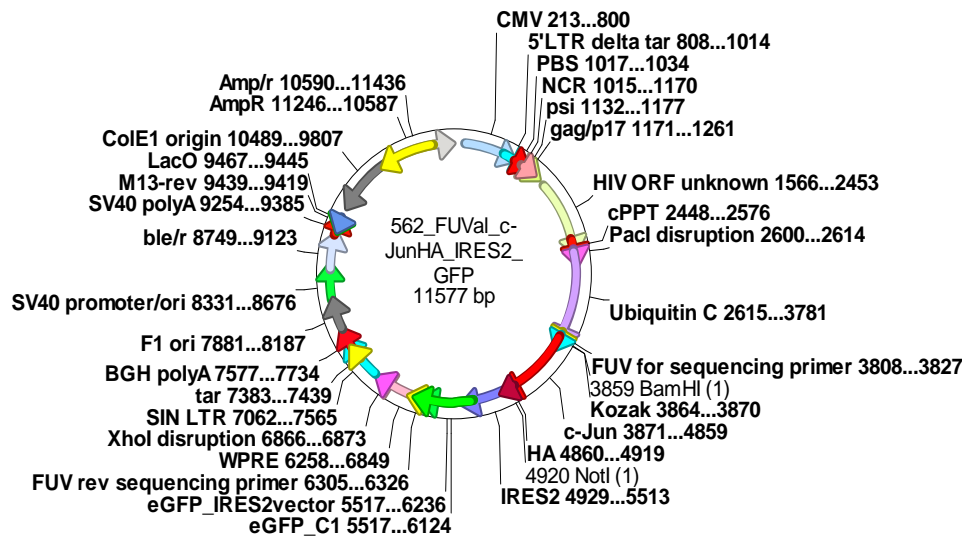 CMV 213...800
5'LTR delta tar 808...1014
PBS 1017...1034
NCR 1015...1170
psi 1132...1177
gag/p17 1171...1261
HIV ORF unknown 1566...2453
cPPT 2448...2576
PacI disruption 2600...2614
Ubiquitin C 2615...3781
FUV for sequencing primer 3808...3827
3859 BamHI (1)
Kozak 3864...3870
c-Jun 3871...4859
HA 4860...4919
4920 NotI (1)
IRES2 4929...5513
Amp/r 10590...11436
AmpR 11246...10587
ColE1 origin 10489...9807
LacO 9467...9445
M13-rev 9439...9419
SV40 polyA 9254...9385
ble/r 8749...9123
SV40 promoter/ori 8331...8676
F1 ori 7881...8187
BGH polyA 7577...7734
tar 7383...7439
SIN LTR 7062...7565
XhoI disruption 6866...6873
WPRE 6258...6849
FUV rev sequencing primer 6305...6326
eGFP_IRES2vector 5517...6236
eGFP_C1 5517...6124
562_FUVal_c-
JunHA_IRES2_
GFP
11577 bp